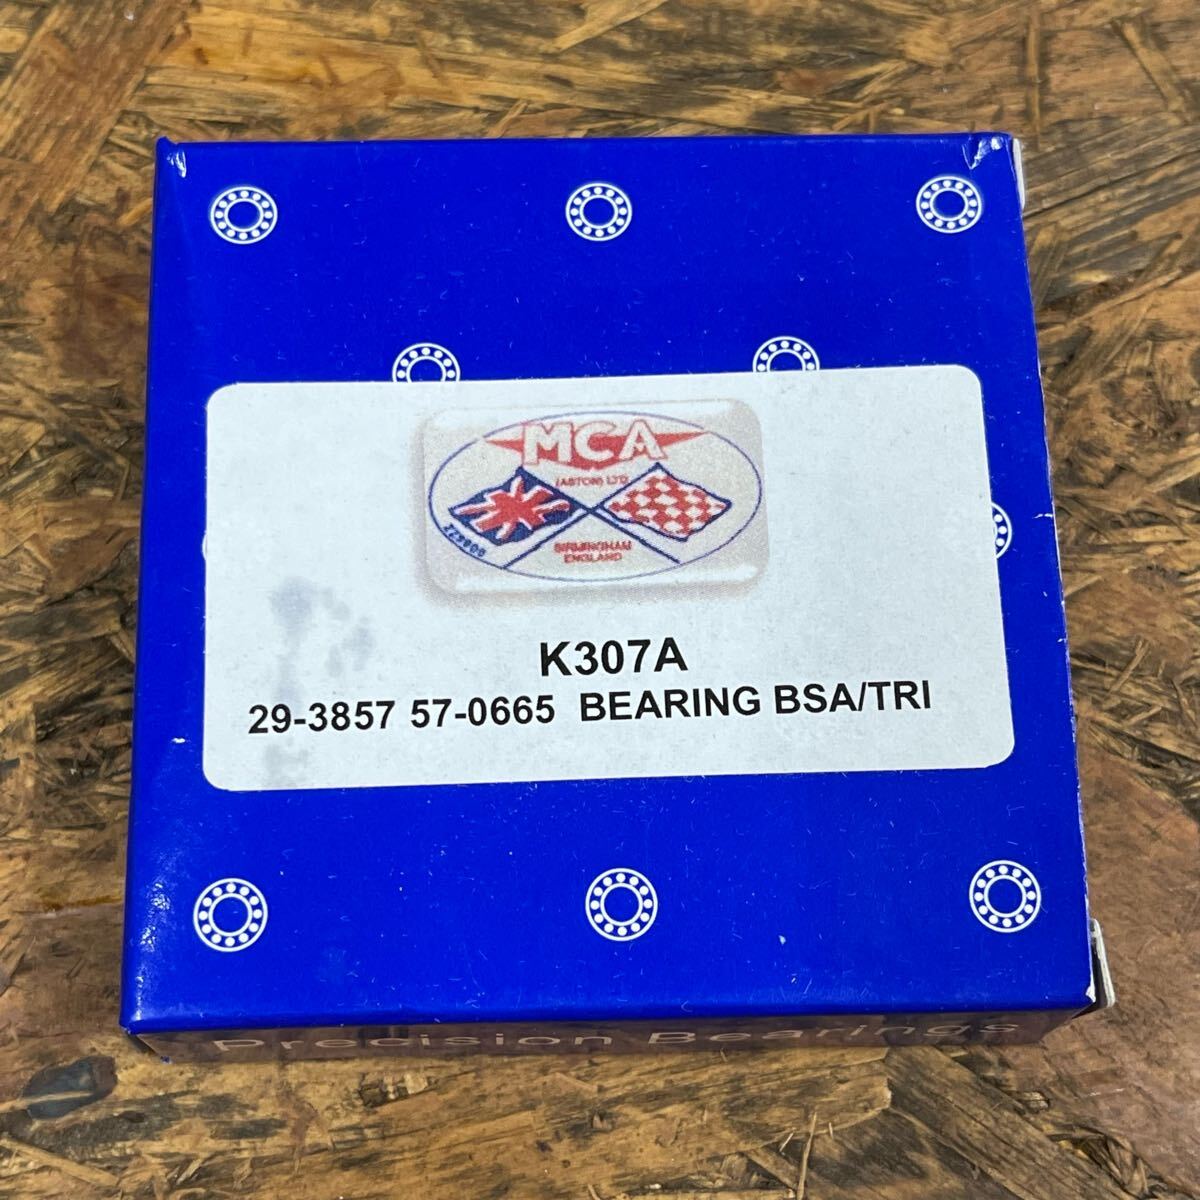 MCA
(ASTON) LTD.
BIRMINGHAM
ENGLAND
K307A
29-3857 57-0665 BEARING BSA/TRI
Precision Bearings